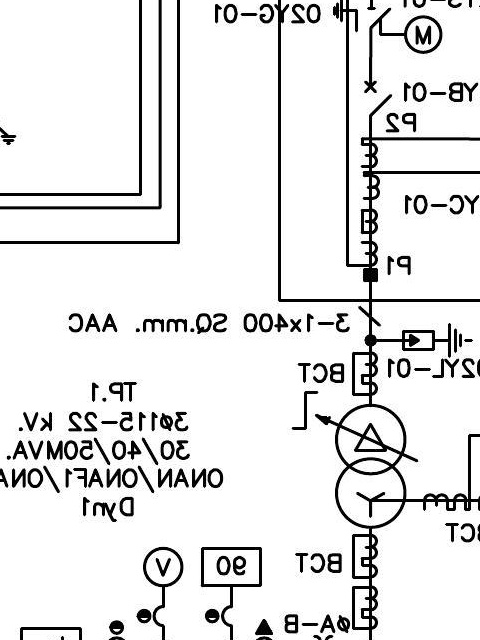 02YG-01
M
YB-01
P2
YC-01
P1
3-1x400 SQ.mm. AAC
BCT
02YL-01
TP.1
3ø115-22 kV.
30/40/50MVA.
ONAN/ONAF1/ONA
Dyn1
BCT
V
90
BCT
øA-B